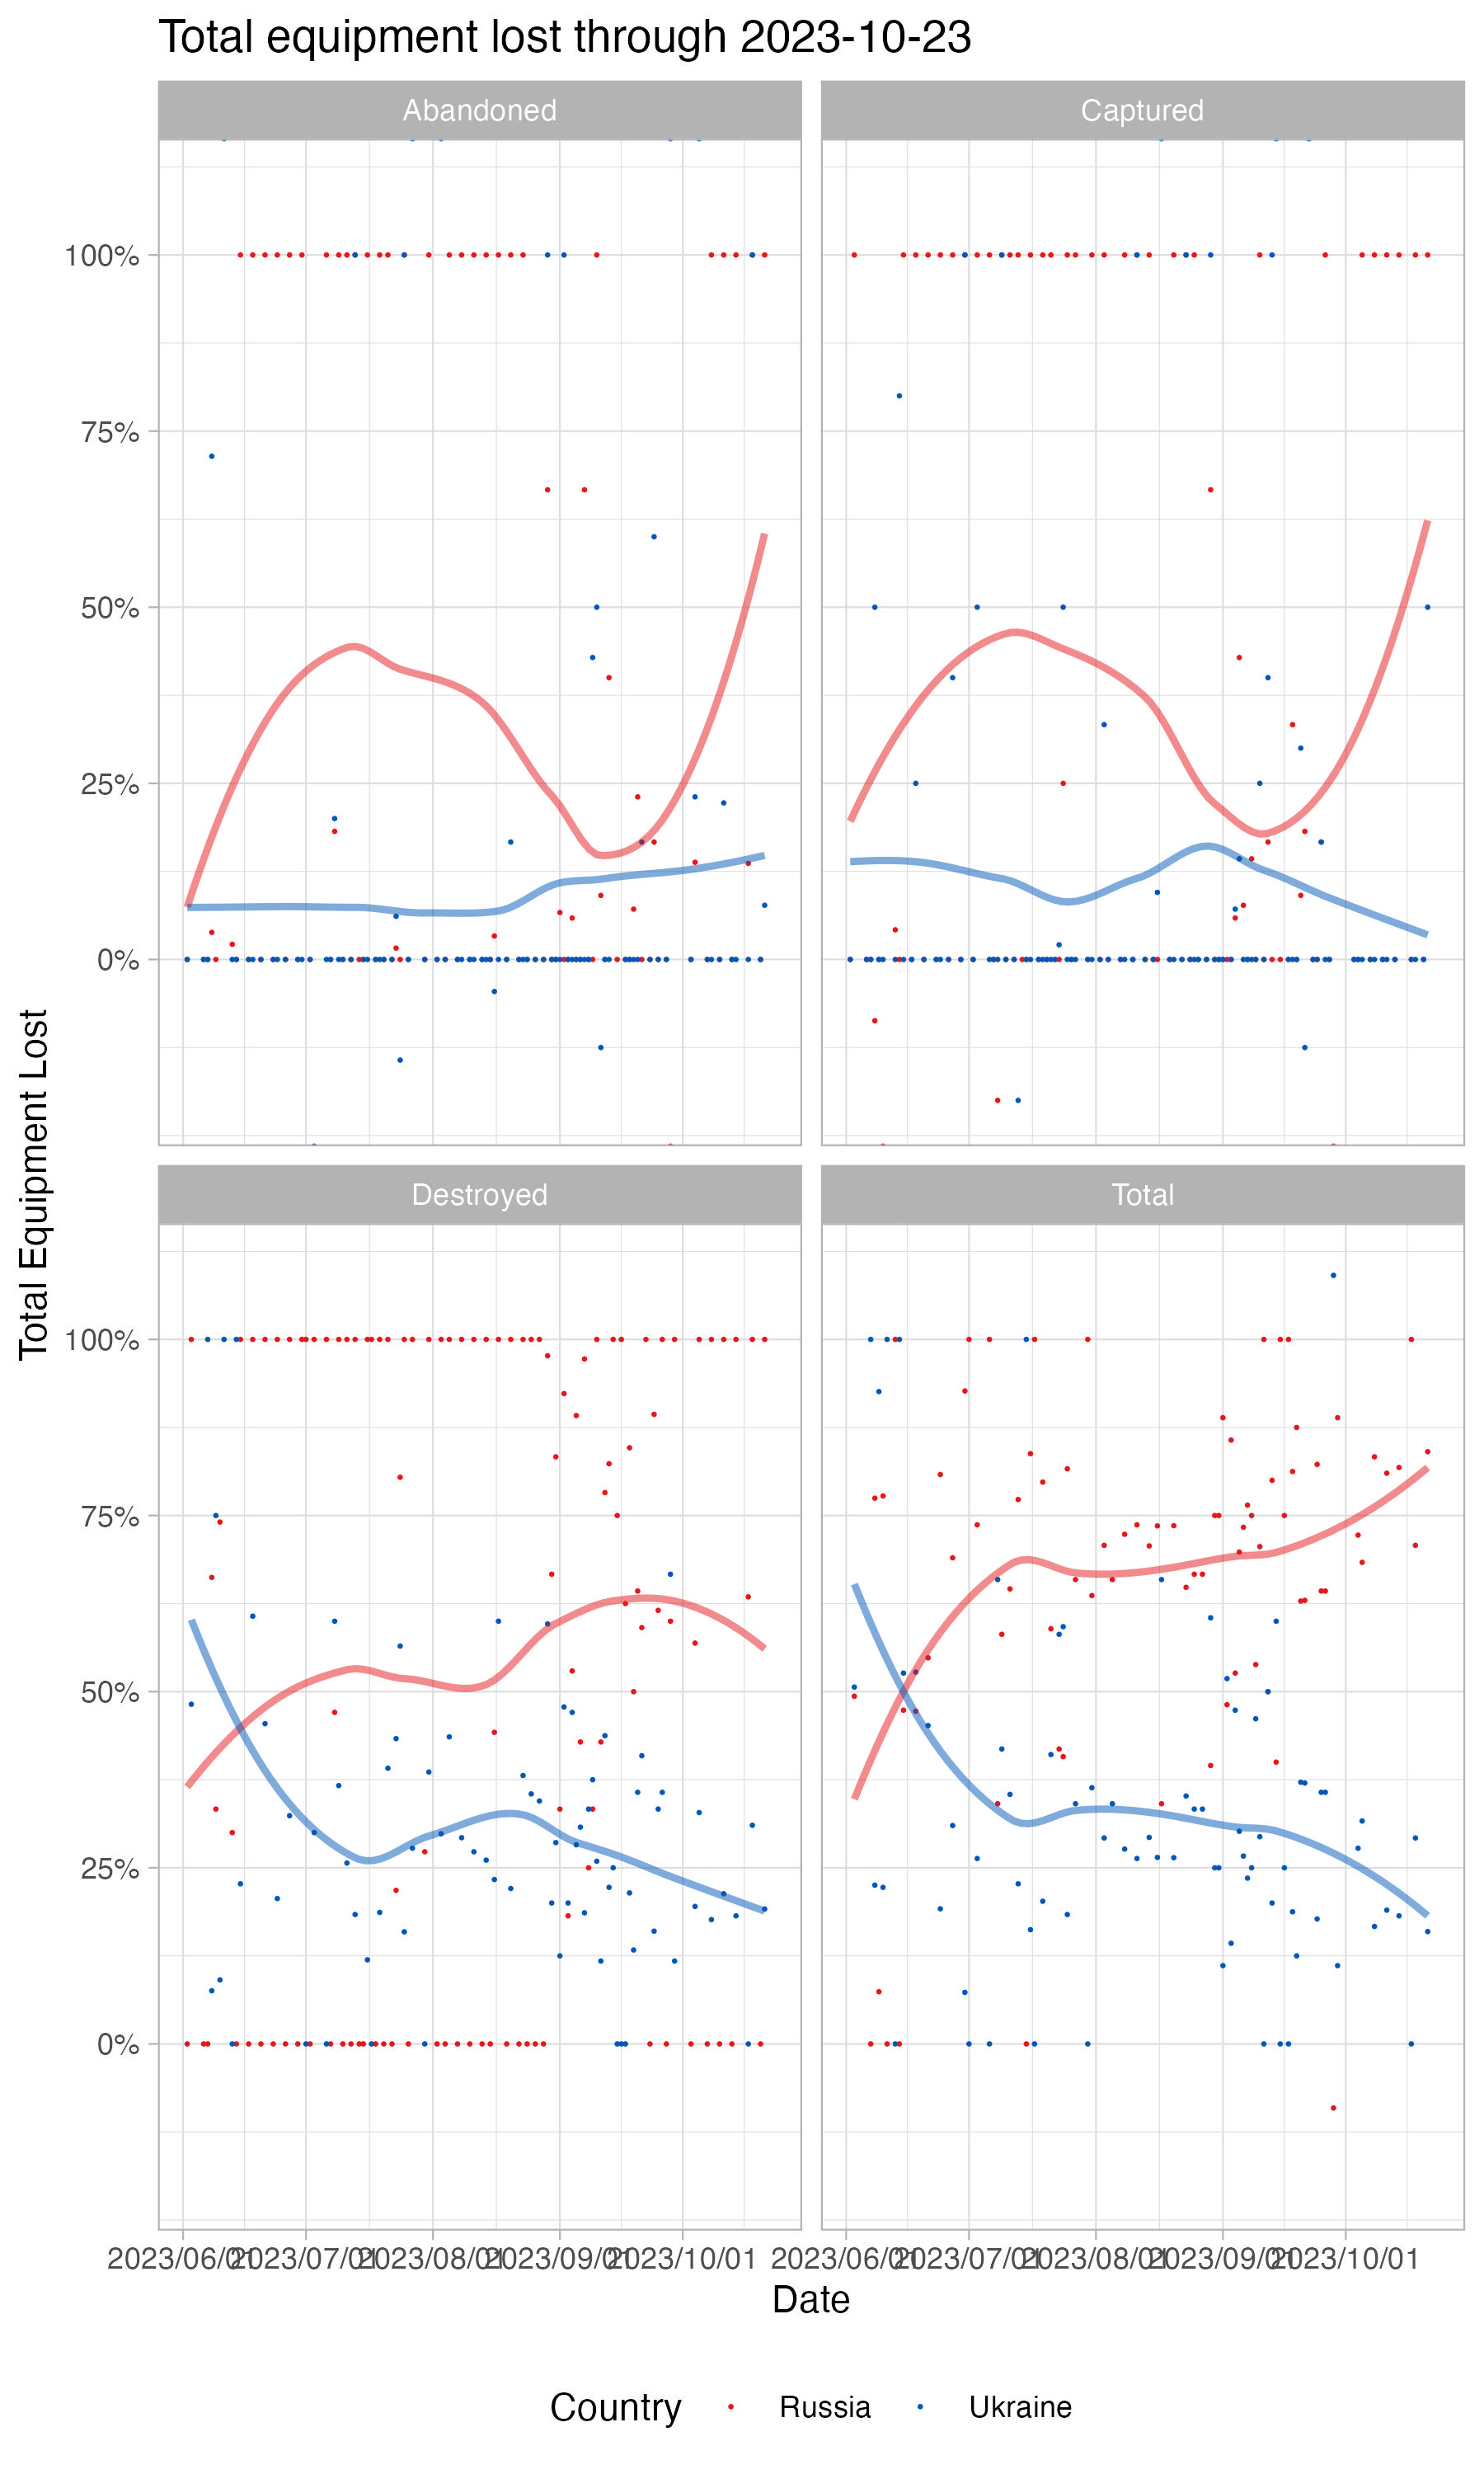 Total equipment lost through 2023-10-23
Abandoned
Captured
100%
75%
50%
25%
0%
Total Equipment Lost
Destroyed
Total
100%
75%
50%
25%
0%
2023/06/01 2023/07/01 2023/08/01 2023/09/01 2023/10/01
2023/06/01 2023/07/01 2023/08/01 2023/09/01 2023/10/01
Date
Country Russia Ukraine